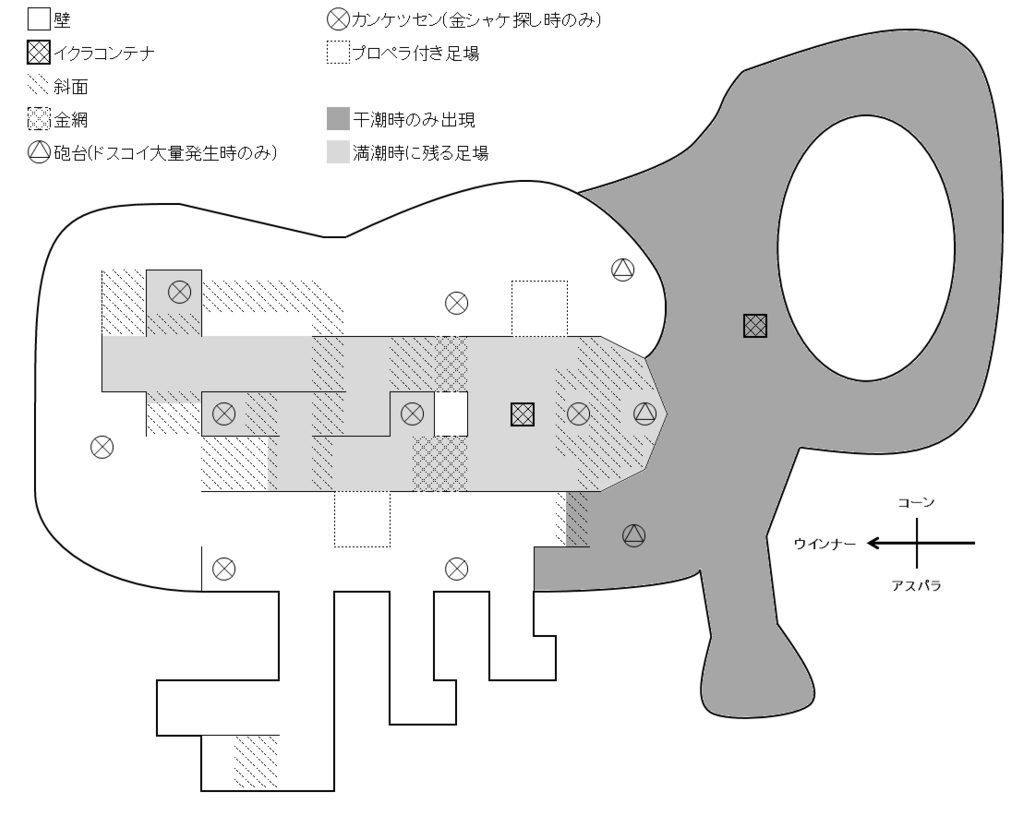 壁
イクラコンテナ
斜面
金網
砲台(ドスコイ大量発生時のみ)
カンケツセン(金シャケ探し時のみ)
プロペラ付き足場
干潮時のみ出現
満潮時に残る足場
コーン
ウインナー
アスパラ